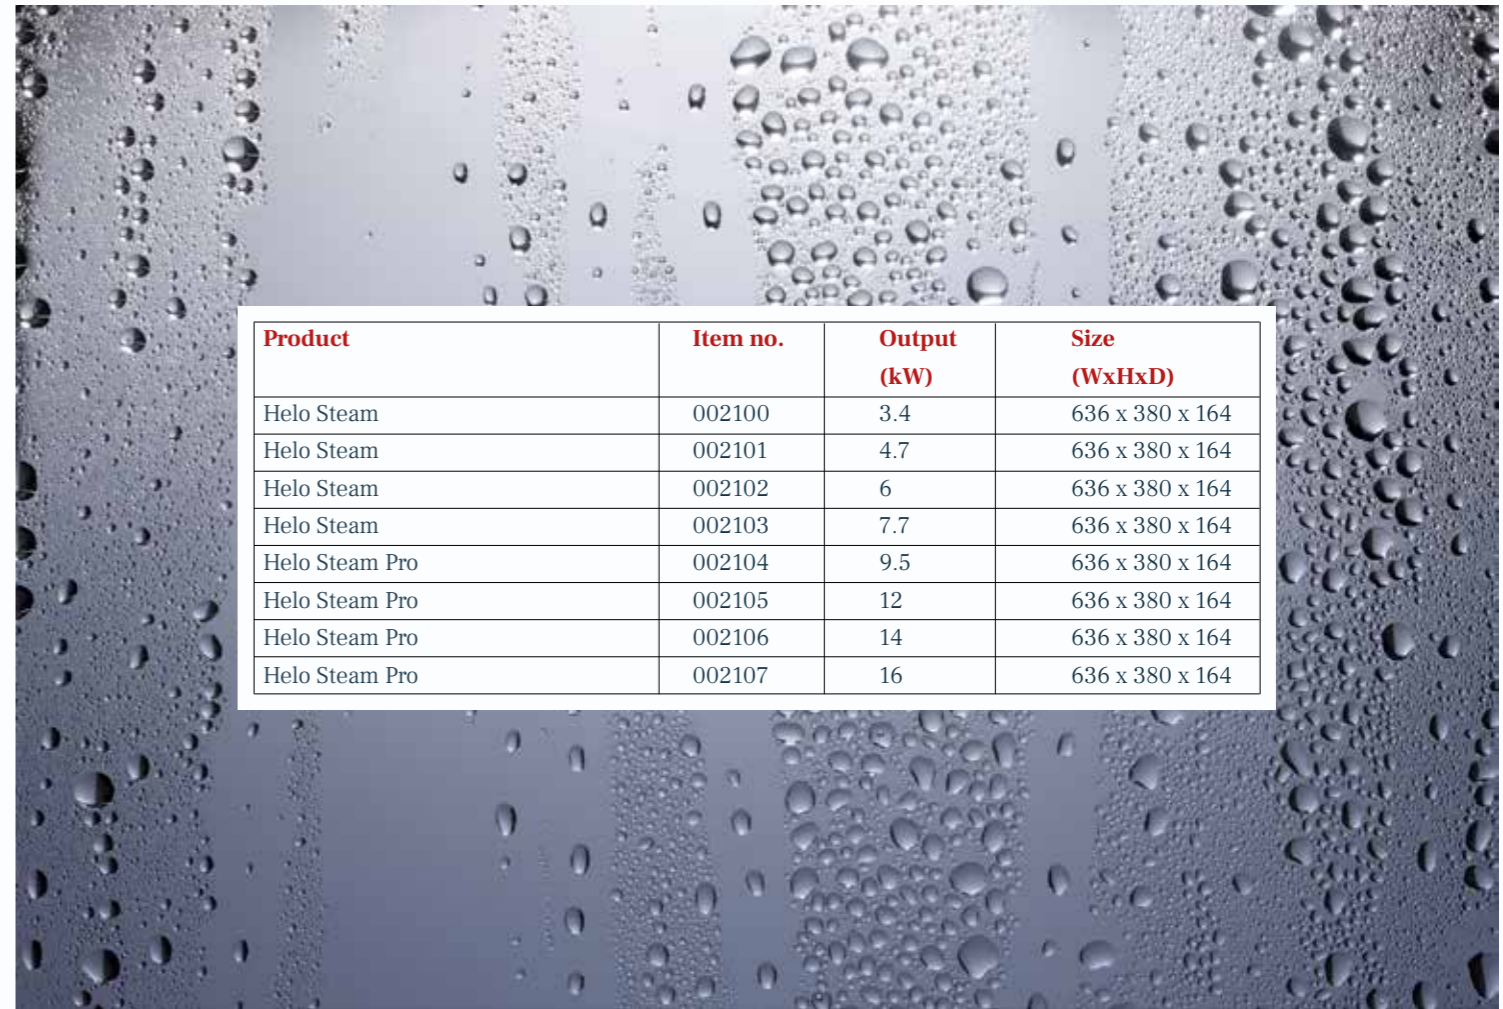 Product Item no. Output Size
(kW) (WxHxD)
Helo Steam 002100 3.4 636 x 380 x 164
Helo Steam 002101 4.7 636 x 380 x 164
Helo Steam 002102 6 636 x 380 x 164
Helo Steam 002103 7.7 636 x 380 x 164
Helo Steam Pro 002104 9.5 636 x 380 x 164
Helo Steam Pro 002105 12 636 x 380 x 164
Helo Steam Pro 002106 14 636 x 380 x 164
Helo Steam Pro 002107 16 636 x 380 x 164